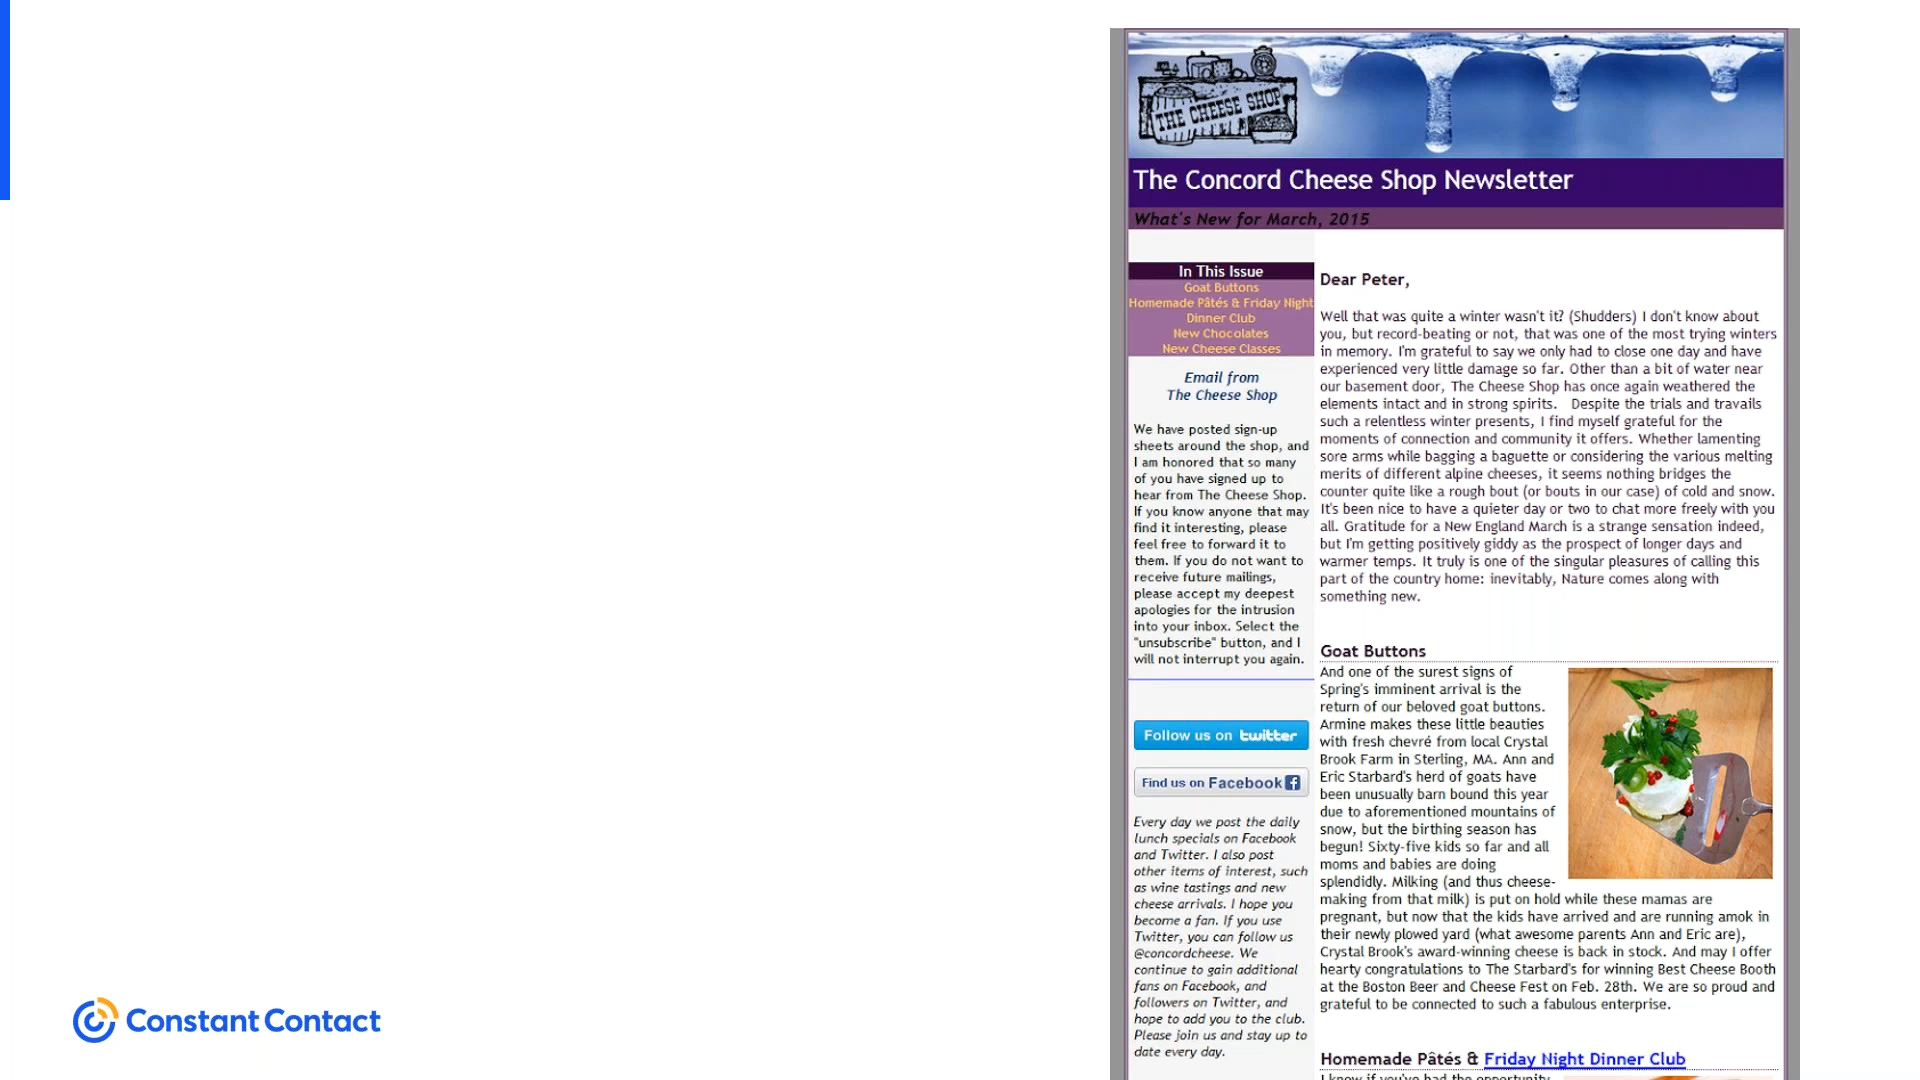 THE CHEESE SHOP
The Concord Cheese Shop Newsletter
What's New for March, 2015
In This Issue
Goat Buttons
Homemade Pâtés & Friday Night
Dinner Club
New Chocolates
New Cheese Classes
Email from
The Cheese Shop
We have posted sign-up
sheets around the shop, and
I am honored that so many
of you have signed up to
hear from The Cheese Shop.
If you know anyone that may
find it interesting, please
feel free to forward it to
them. If you do not want to
receive future mailings,
please accept my deepest
apologies for the intrusion
into your inbox. Select the
"unsubscribe" button, and I
will not interrupt you again.
Follow us on twitter
Find us on Facebook
Every day we post the daily
lunch specials on Facebook
and Twitter. I also post
other items of interest, such
as wine tastings and new
cheese arrivals. I hope you
become a fan. If you use
Twitter, you can follow us
@concordcheese. We
continue to gain additional
fans on Facebook, and
followers on Twitter, and
hope to add you to the club.
Please join us and stay up to
date every day.
Dear Peter,
Well that was quite a winter wasn't it? (Shudders) I don't know about
you, but record-beating or not, that was one of the most trying winters
in memory. I'm grateful to say we only had to close one day and have
experienced very little damage so far. Other than a bit of water near
our basement door, The Cheese Shop has once again weathered the
elements intact and in strong spirits. Despite the trials and travails
such a relentless winter presents, I find myself grateful for the
moments of connection and community it offers. Whether lamenting
sore arms while bagging a baguette or considering the various melting
merits of different alpine cheeses, it seems nothing bridges the
counter quite like a rough bout (or bouts in our case) of cold and snow.
It's been nice to have a quieter day or two to chat more freely with you
all. Gratitude for a New England March is a strange sensation indeed,
but I'm getting positively giddy as the prospect of longer days and
warmer temps. It truly is one of the singular pleasures of calling this
part of the country home: inevitably, Nature comes along with
something new.
Goat Buttons
And one of the surest signs of
Spring's imminent arrival is the
return of our beloved goat buttons.
Armine makes these little beauties
with fresh chevré from local Crystal
Brook Farm in Sterling, MA. Ann and
Eric Starbard's herd of goats have
been unusually barn bound this year
due to aforementioned mountains of
snow, but the birthing season has
begun! Sixty-five kids so far and all
moms and babies are doing
splendidly. Milking (and thus cheese-
making from that milk) is put on hold while these mamas are
pregnant, but now that the kids have arrived and are running amok in
their newly plowed yard (what awesome parents Ann and Eric are),
Crystal Brook's award-winning cheese is back in stock. And may I offer
hearty congratulations to The Starbard's for winning Best Cheese Booth
at the Boston Beer and Cheese Fest on Feb. 28th. We are so proud and
grateful to be connected to such a fabulous enterprise.
Homemade Pâtés & Friday Night Dinner Club
I know if you've had the opportunity
Constant Contact